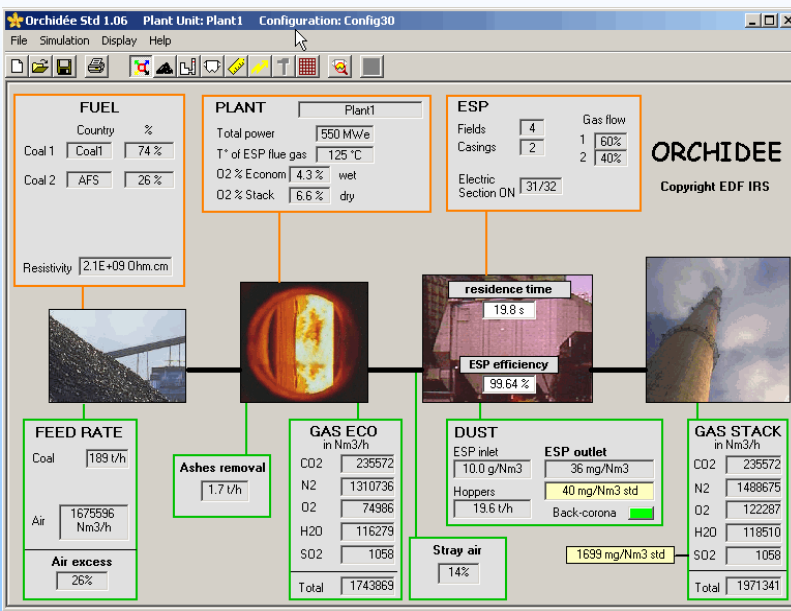 Orchidée Std 1.06 Plant Unit: Plant1 Configuration: Config30
File Simulation Display Help
FUEL
Country %
Coal 1 Coal1 74 %
Coal 2 AFS 26 %
Resistivity 2.1E+09 Ohm.cm
PLANT Plant1
Total power 550 MWe
T° of ESP flue gas 125 °C
O2 % Econom 4.3 % wet
O2 % Stack 6.6 % dry
ESP
Gas flow
Fields 4
1 60%
Casings 2
2 40%
Electric
Section ON 31/32
ORCHIDEE
Copyright EDF IRS
residence time
19.8 s
ESP efficiency
99.64 %
FEED RATE
Coal 189 t/h
Air 1675596
Nm3/h
Air excess
26%
Ashes removal
1.7 t/h
GAS ECO
in Nm3/h
CO2 235572
N2 1310736
O2 74986
H2O 116279
SO2 1058
Total 1743869
Stray air
14%
DUST
ESP inlet ESP outlet
10.0 g/Nm3 36 mg/Nm3
Hoppers 40 mg/Nm3 std
19.6 t/h Back-corona
1699 mg/Nm3 std
GAS STACK
in Nm3/h
CO2 235572
N2 1488675
O2 122287
H2O 118510
SO2 1058
Total 1971341